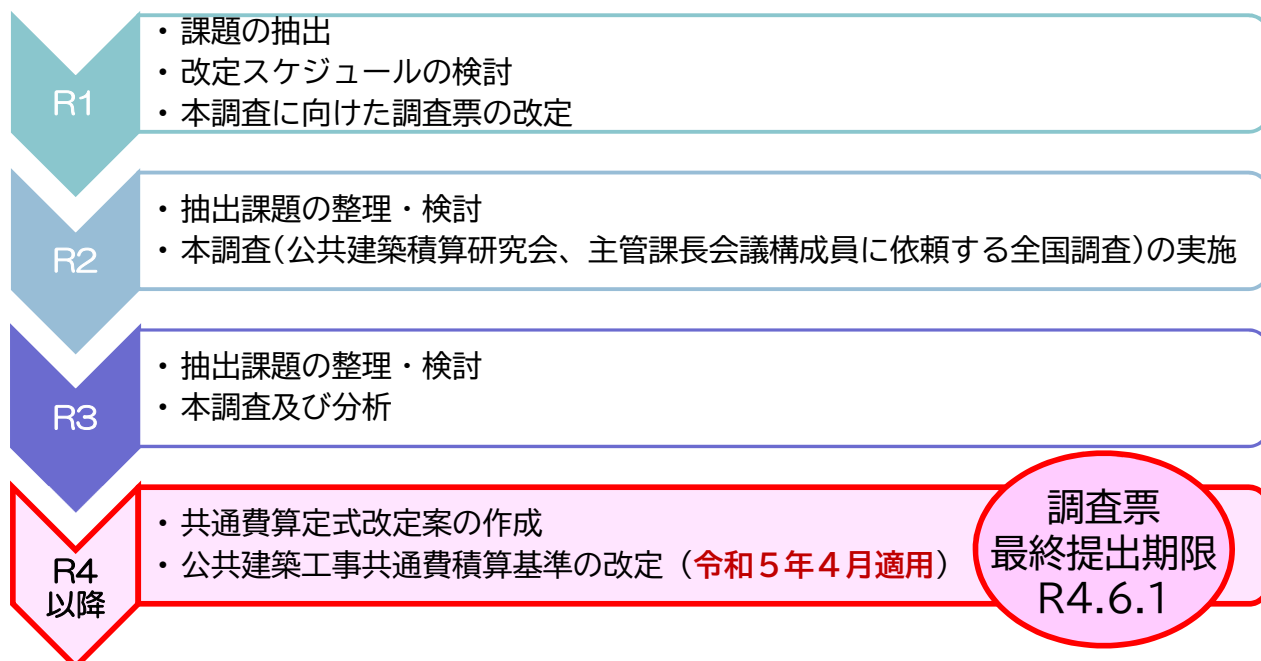 R1
・課題の抽出
・改定スケジュールの検討
・本調査に向けた調査票の改定
R2
・抽出課題の整理・検討
・本調査(公共建築積算研究会、主管課長会議構成員に依頼する全国調査)の実施
R3
・抽出課題の整理・検討
・本調査及び分析
R4
以降
・共通費算定式改定案の作成
・公共建築工事共通費積算基準の改定（令和５年４月適用）
調査票
最終提出期限
R4.6.1